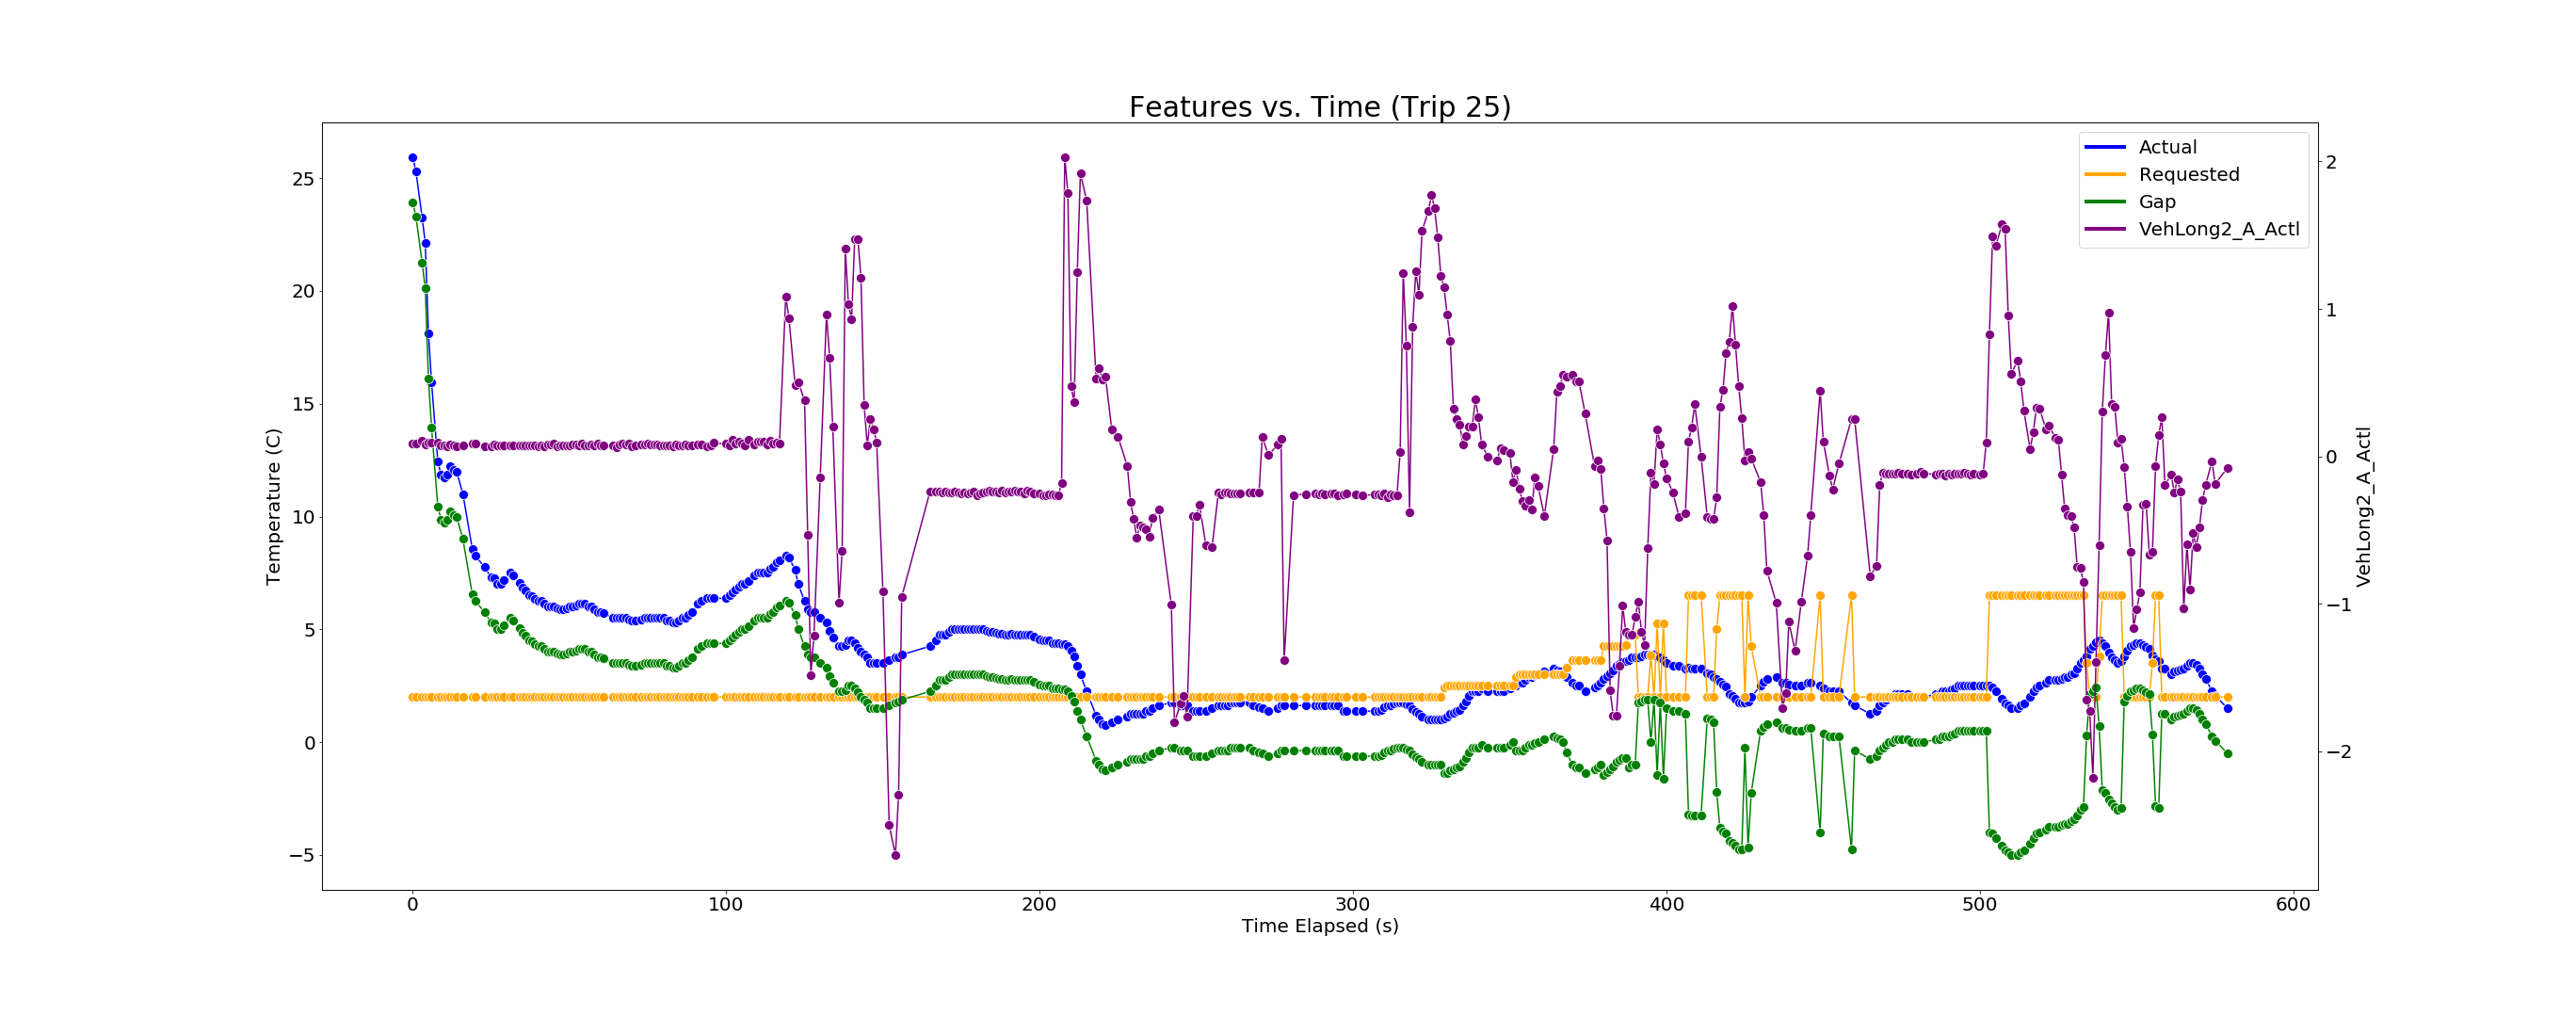 Features vs. Time (Trip 25)
Actual
Requested
Gap
VehLong2_A_Actl
25
20
15
10
5
0
−5
Temperature (C)
2
1
0
−1
−2
VehLong2_A_Actl
0 100 200 300 400 500 600
Time Elapsed (s)